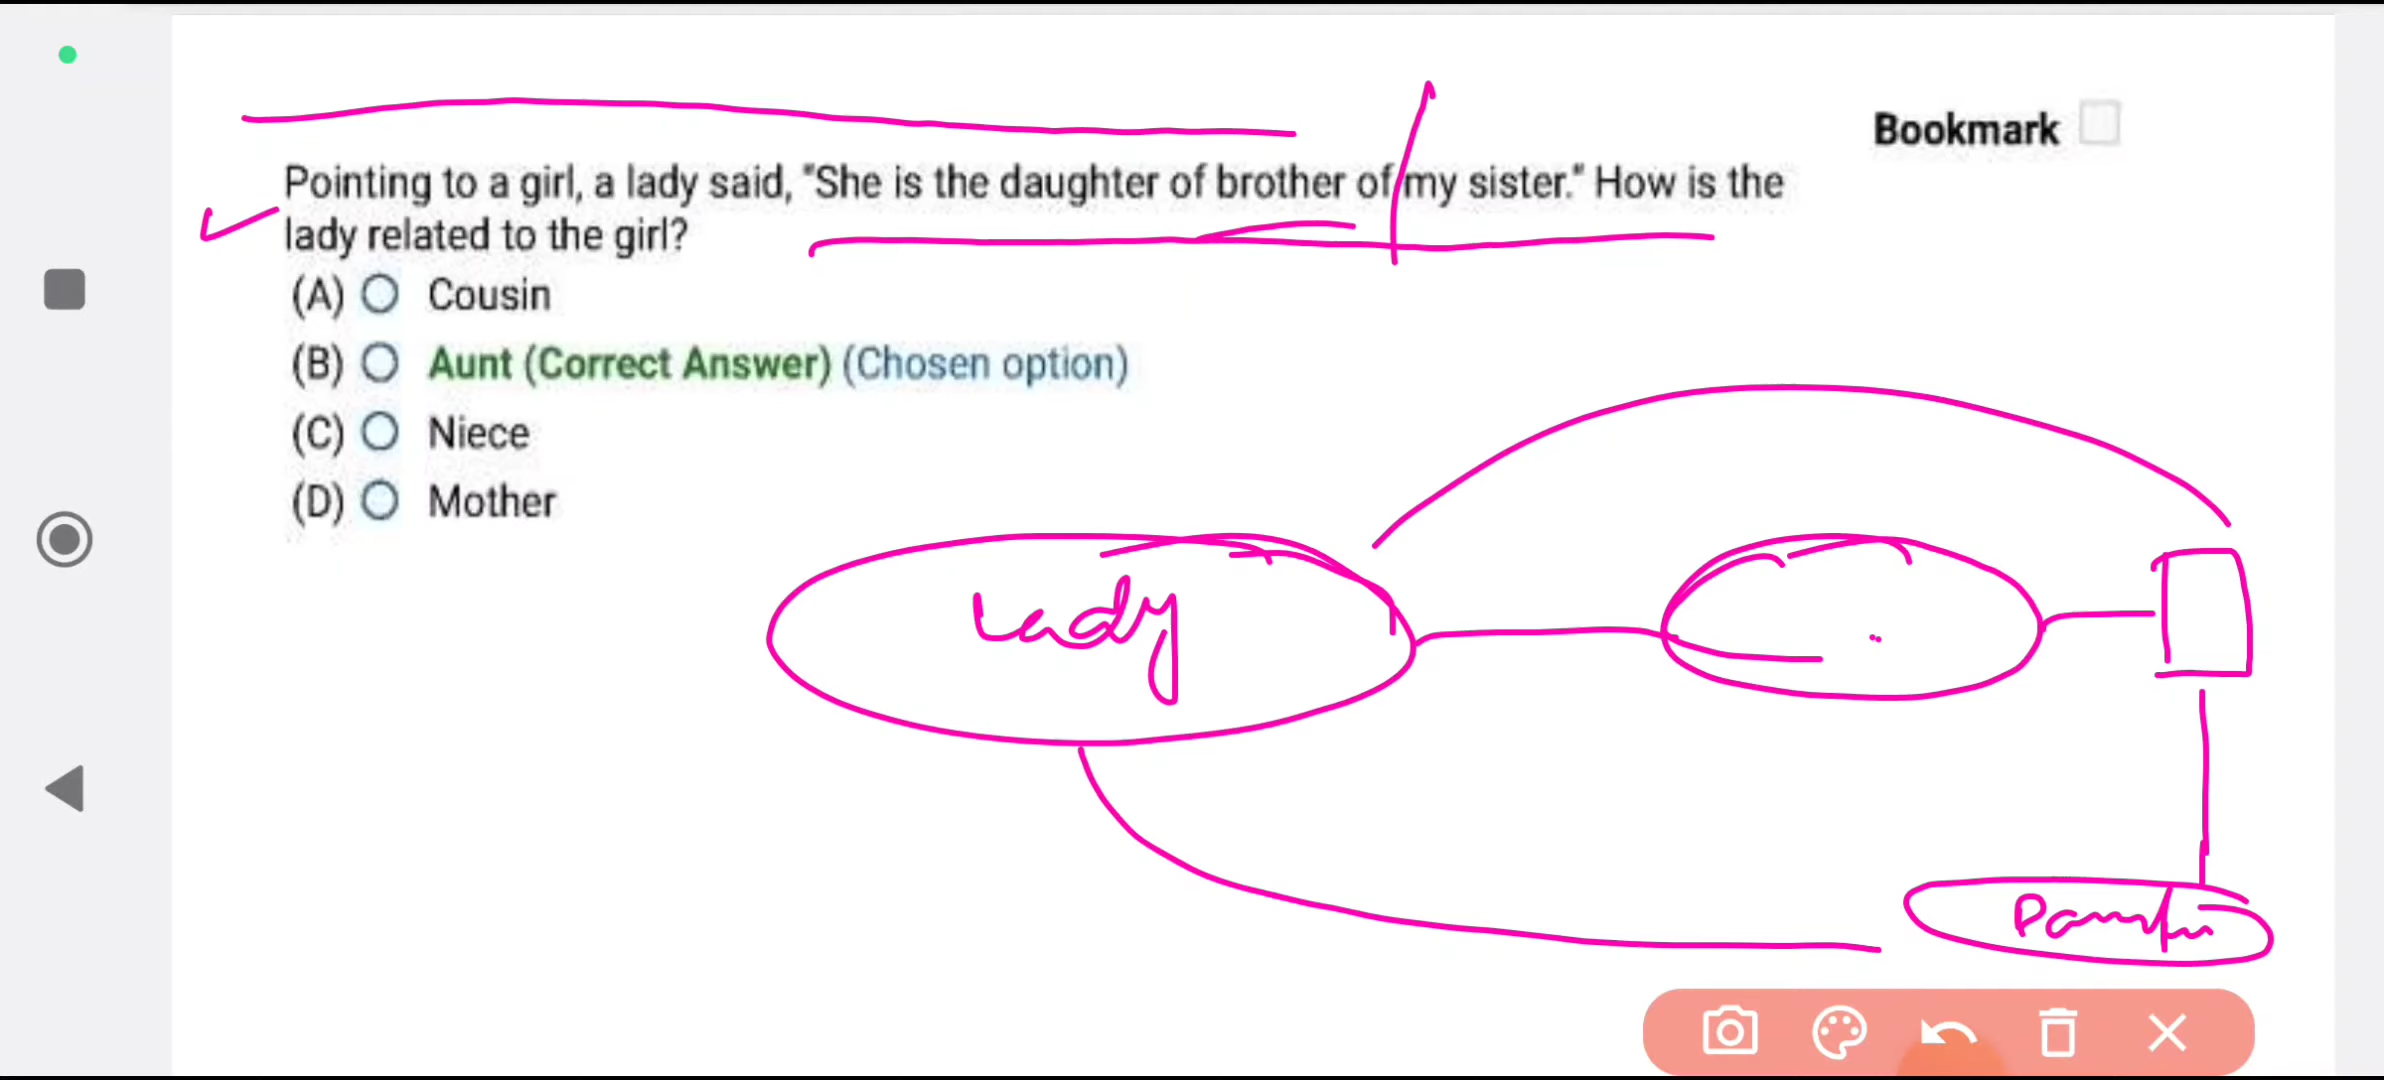 Bookmark
Pointing to a girl, a lady said, "She is the daughter of brother of my sister." How is the
lady related to the girl?
(A) Cousin
(B) Aunt (Correct Answer) (Chosen option)
(C) Niece
(D) Mother
Lady